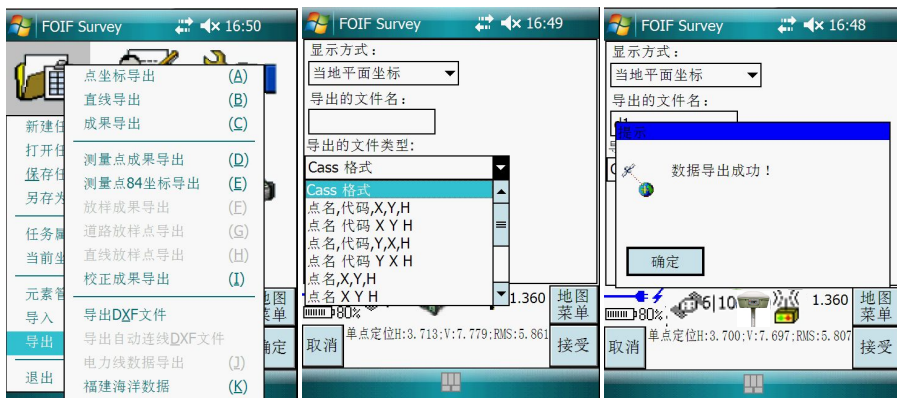 FOIF Survey 16:50
点坐标导出 (A)
直线导出 (B)
成果导出 (C)
测量点成果导出 (D)
测量点84坐标导出 (E)
放样成果导出 (F)
道路放样点导出 (G)
直线放样点导出 (H)
校正成果导出 (I)
导出DXF文件
导出自动连线DXF文件
电力线数据导出 (J)
福建海洋数据 (K)
新建任
打开任
保存任
另存为
任务属
当前坐
元素管
导入
导出
退出
地图
菜单
确定
FOIF Survey 16:49
显示方式:
当地平面坐标
导出的文件名:
导出的文件类型:
Cass 格式
Cass 格式
点名,代码,X,Y,H
点名 代码 X Y H
点名,代码,Y,X,H
点名 代码 Y X H
点名,X,Y,H
点名 X Y H
1.360
地图
菜单
80%
取消
单点定位H:3.713;V:7.779;RMS:5.861
接受
FOIF Survey 16:48
显示方式:
当地平面坐标
导出的文件名:
提示
数据导出成功!
确定
80%
6|10
1.360
地图
菜单
取消
单点定位H:3.700;V:7.697;RMS:5.807
接受